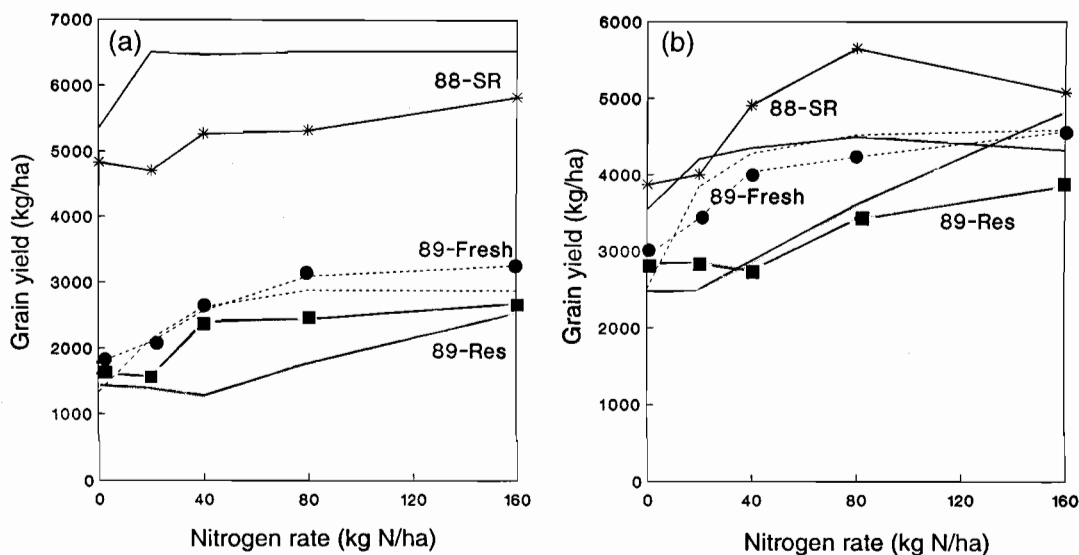 (a)
7000
6000
5000
4000
3000
2000
1000
0
Grain yield (kg/ha)
88-SR
89-Fresh
89-Res
0 40 80 120 160
Nitrogen rate (kg N/ha)
(b)
6000
5000
4000
3000
2000
1000
0
Grain yield (kg/ha)
88-SR
89-Fresh
89-Res
0 40 80 120 160
Nitrogen rate (kg N/ha)